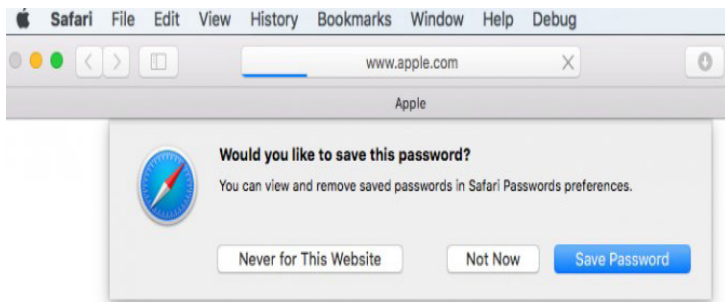 Safari File Edit View History Bookmarks Window Help Debug
www.apple.com
Apple
Would you like to save this password?
You can view and remove saved passwords in Safari Passwords preferences.
Never for This Website Not Now Save Password